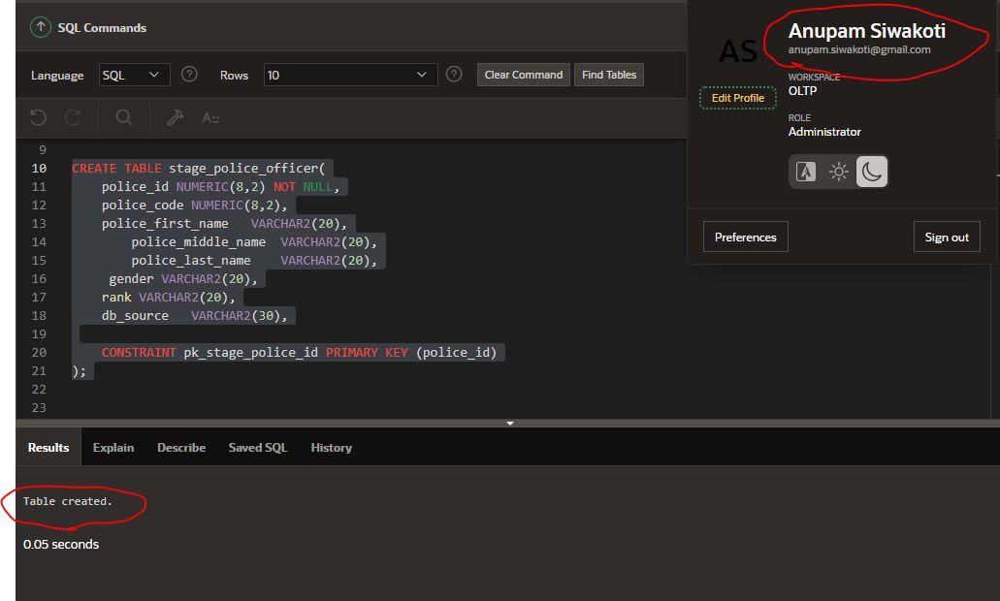 SQL Commands
Language SQL Rows 10 Clear Command Find Tables
A::
9
10 CREATE TABLE stage_police_officer(
11 police_id NUMERIC(8,2) NOT NULL,
12 police_code NUMERIC(8,2),
13 police_first_name VARCHAR2(20),
14 police_middle_name VARCHAR2(20),
15 police_last_name VARCHAR2(20),
16 gender VARCHAR2(20),
17 rank VARCHAR2(20),
18 db_source VARCHAR2(30),
19
20 CONSTRAINT pk_stage_police_id PRIMARY KEY (police_id)
21 );
22
23
AS
Anupam Siwakoti
anupam.siwakoti@gmail.com
Edit Profile
WORKSPACE
OLTP
ROLE
Administrator
A
Preferences Sign out
Results Explain Describe Saved SQL History
Table created.
0.05 seconds